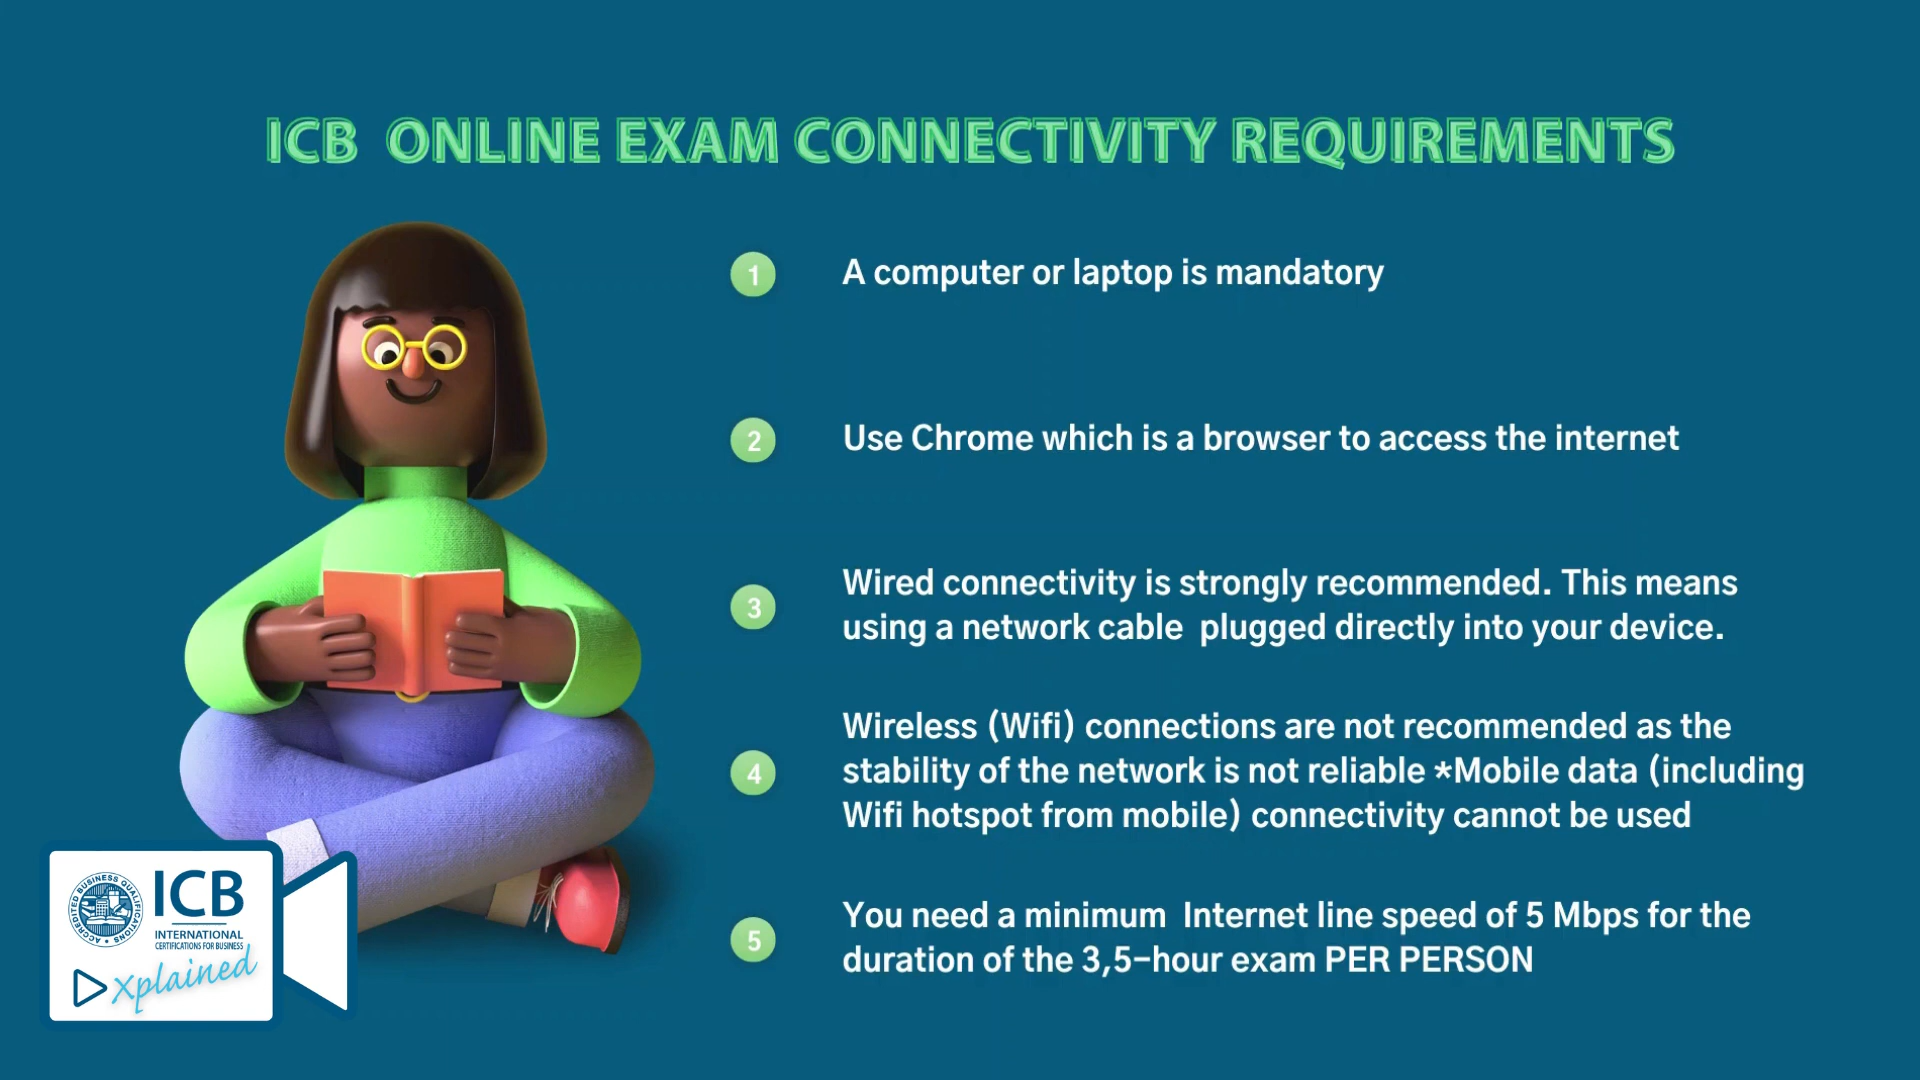 ICB ONLINE EXAM CONNECTIVITY REQUIREMENTS
1 A computer or laptop is mandatory
2 Use Chrome which is a browser to access the internet
3 Wired connectivity is strongly recommended. This means
using a network cable plugged directly into your device.
4 Wireless (Wifi) connections are not recommended as the
stability of the network is not reliable *Mobile data (including
Wifi hotspot from mobile) connectivity cannot be used
5 You need a minimum Internet line speed of 5 Mbps for the
duration of the 3,5-hour exam PER PERSON
ACCREDITED BUSINESS QUALIFICATIONS
ICB
INTERNATIONAL
CERTIFICATIONS FOR BUSINESS
Xplained